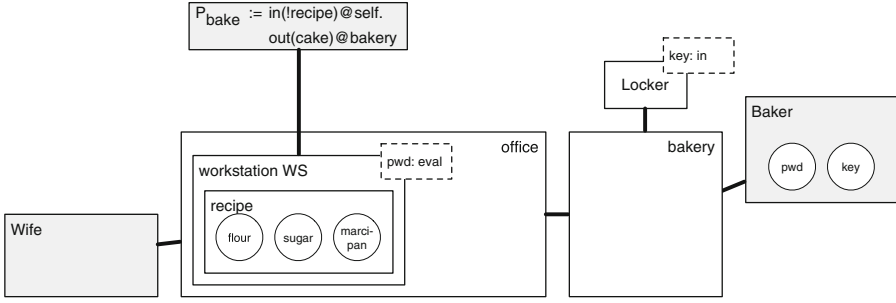 P_bake := in(!recipe)@self.
out(cake)@bakery
key: in
Locker
Baker
pwd
key
office
bakery
pwd: eval
workstation WS
recipe
flour
sugar
marci-
pan
Wife